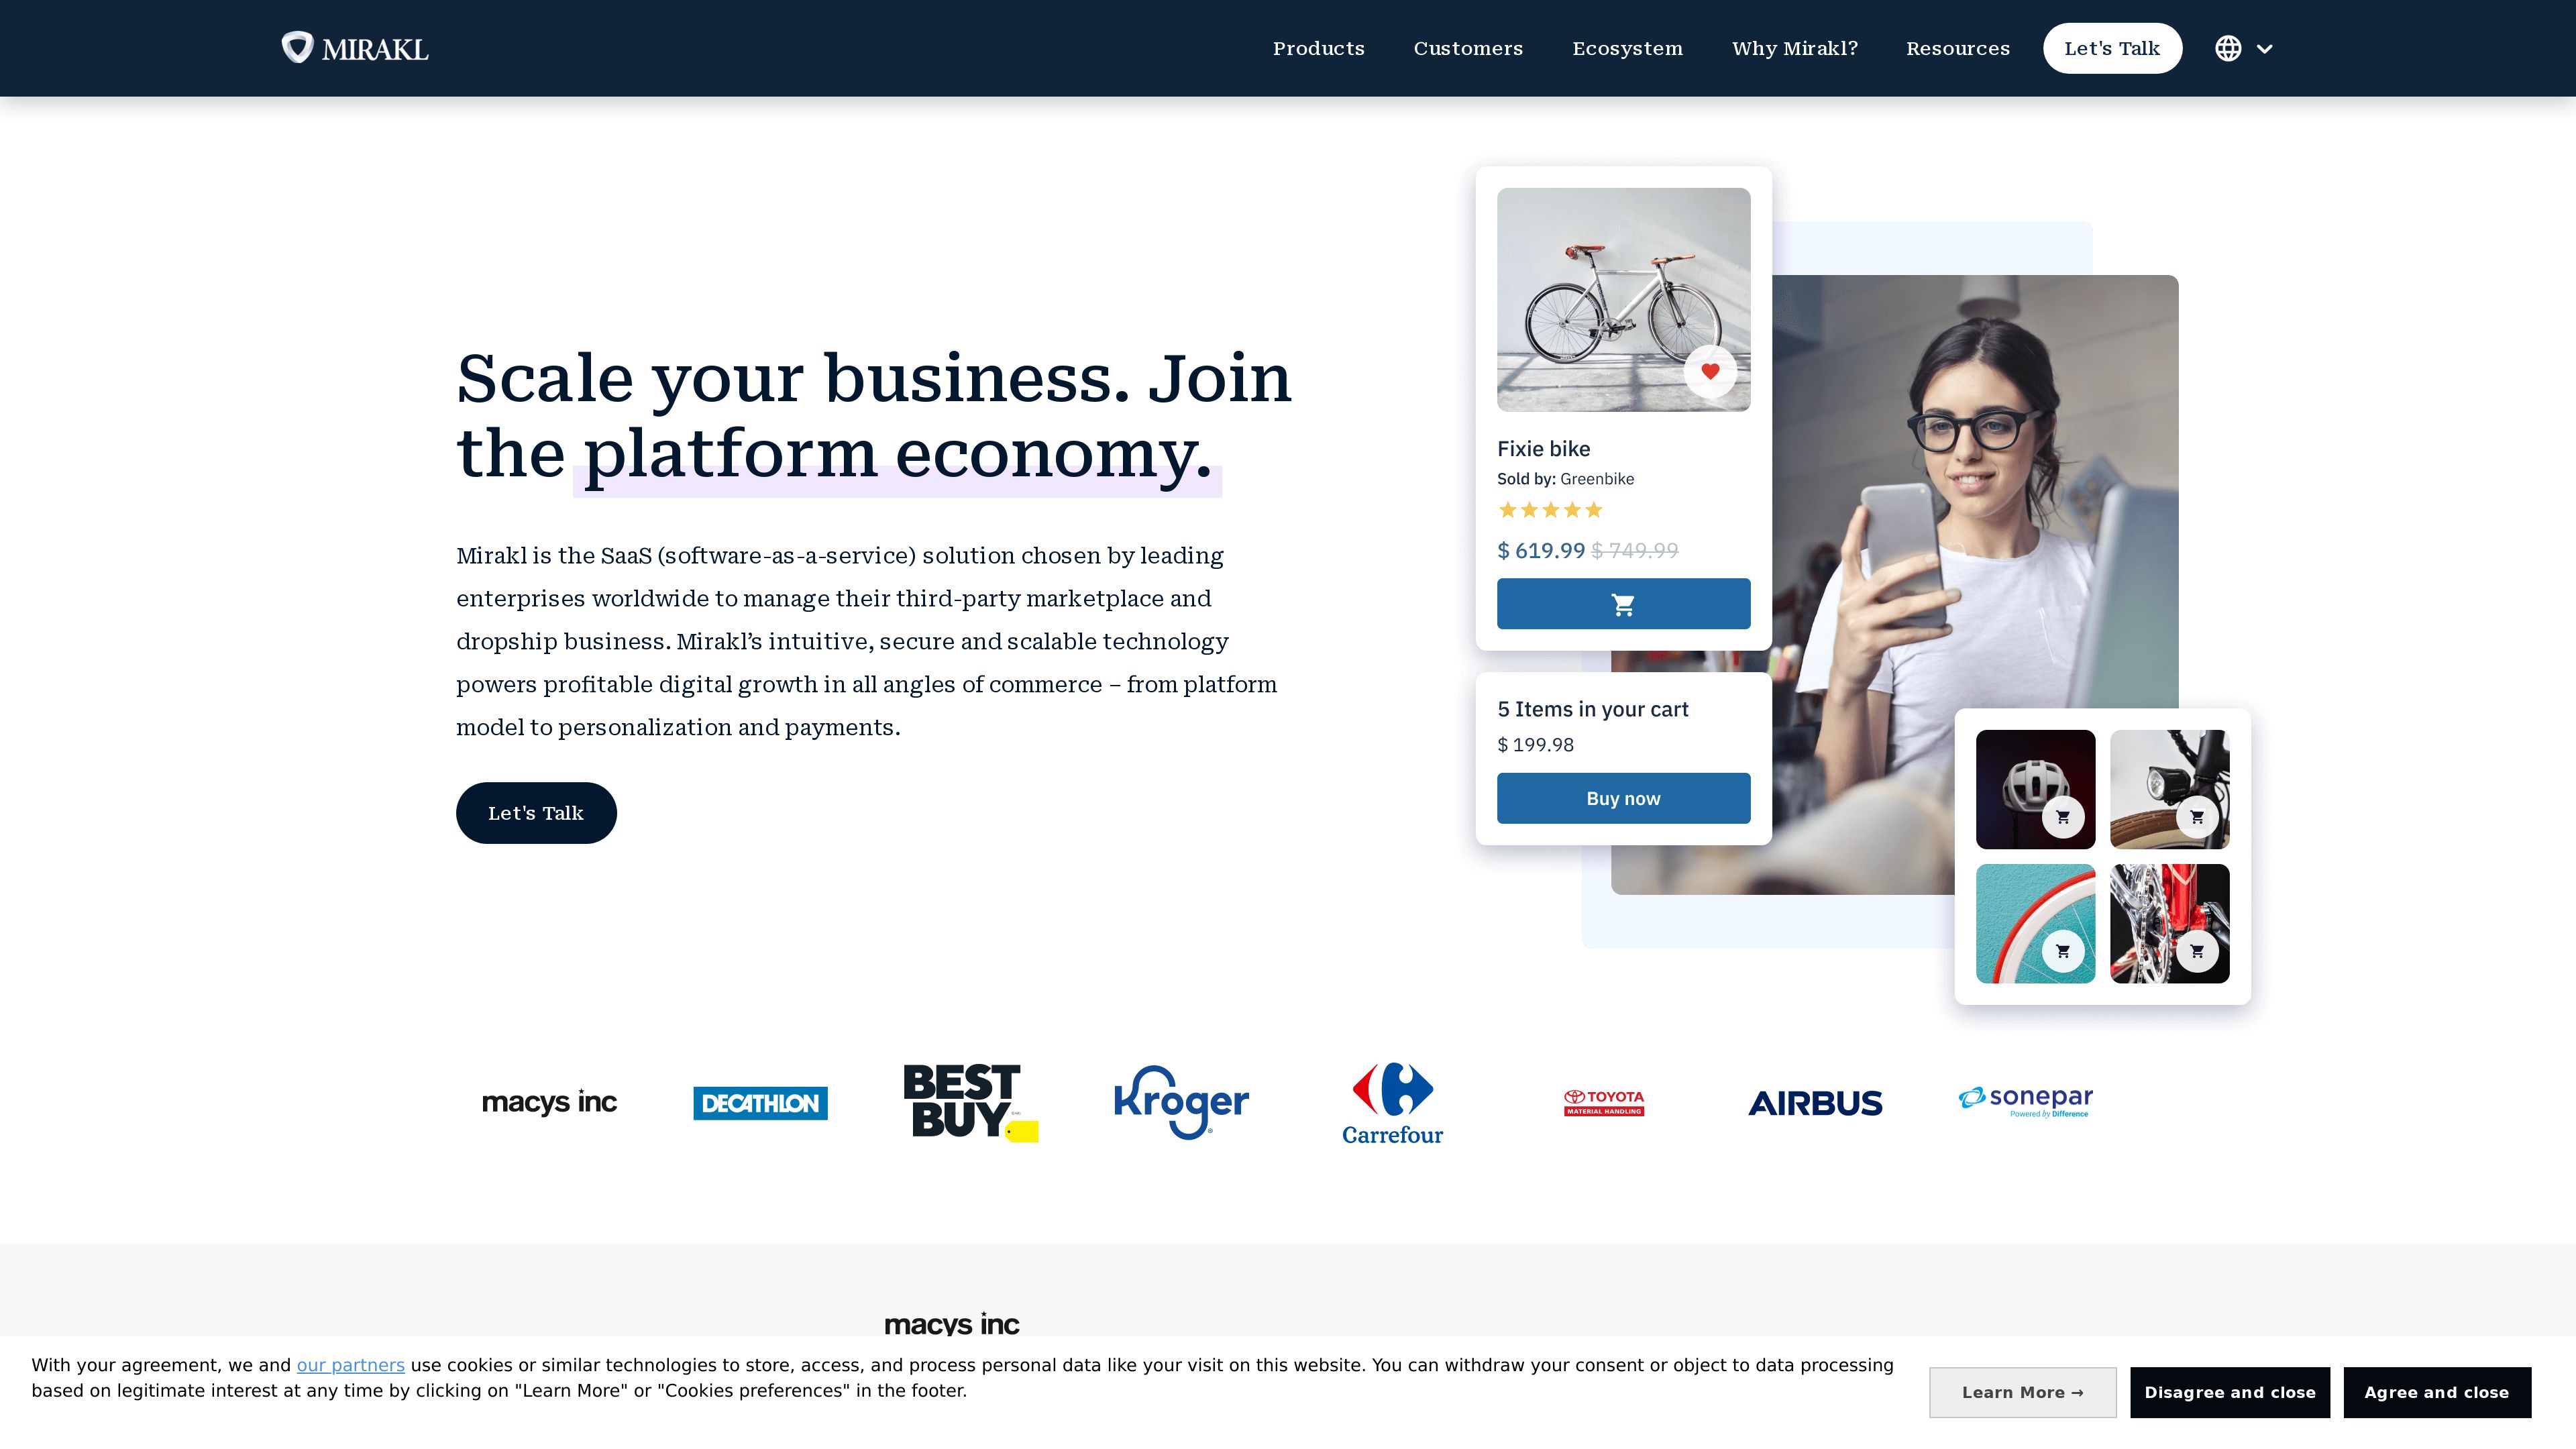 MIRAKL
Products
Customers
Ecosystem
Why Mirakl?
Resources
Let's Talk
Scale your business. Join
the platform economy.
Mirakl is the SaaS (software-as-a-service) solution chosen by leading
enterprises worldwide to manage their third-party marketplace and
dropship business. Mirakl’s intuitive, secure and scalable technology
powers profitable digital growth in all angles of commerce – from platform
model to personalization and payments.
Let's Talk
Fixie bike
Sold by: Greenbike
$ 619.99 $ 749.99
5 Items in your cart
$ 199.98
Buy now
macys inc
DECATHLON
BEST
BUY
Kroger
Carrefour
TOYOTA
MATERIAL HANDLING
AIRBUS
sonepar
Powered by Difference
macys inc
With your agreement, we and our partners use cookies or similar technologies to store, access, and process personal data like your visit on this website. You can withdraw your consent or object to data processing
based on legitimate interest at any time by clicking on "Learn More" or "Cookies preferences" in the footer.
Learn More →
Disagree and close
Agree and close